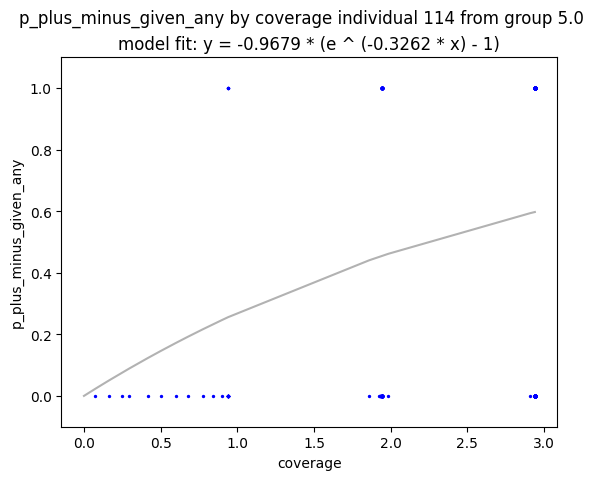 p_plus_minus_given_any by coverage individual 114 from group 5.0
model fit: y = -0.9679 * (e ^ (-0.3262 * x) - 1)
1.0
0.8
0.6
0.4
0.2
0.0
p_plus_minus_given_any
0.0 0.5 1.0 1.5 2.0 2.5 3.0
coverage